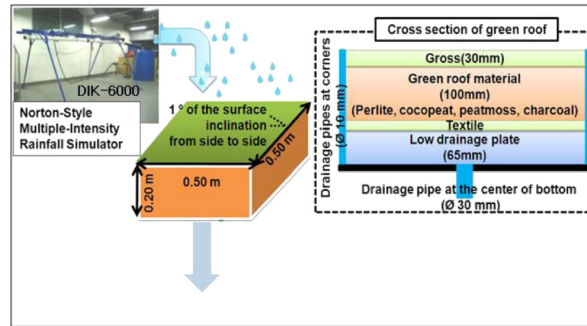 DIK-6000
Norton-Style
Multiple-Intensity
Rainfall Simulator
1 º of the surface
inclination
from side to side
0.50 m
0.50 m
0.20 m
Cross section of green roof
Drainage pipes at corners
(Ø 10 mm)
Gross(30mm)
Green roof material
(100mm)
(Perlite, cocopeat, peatmoss, charcoal)
Textile
Low drainage plate
(65mm)
Drainage pipe at the center of bottom
(Ø 30 mm)